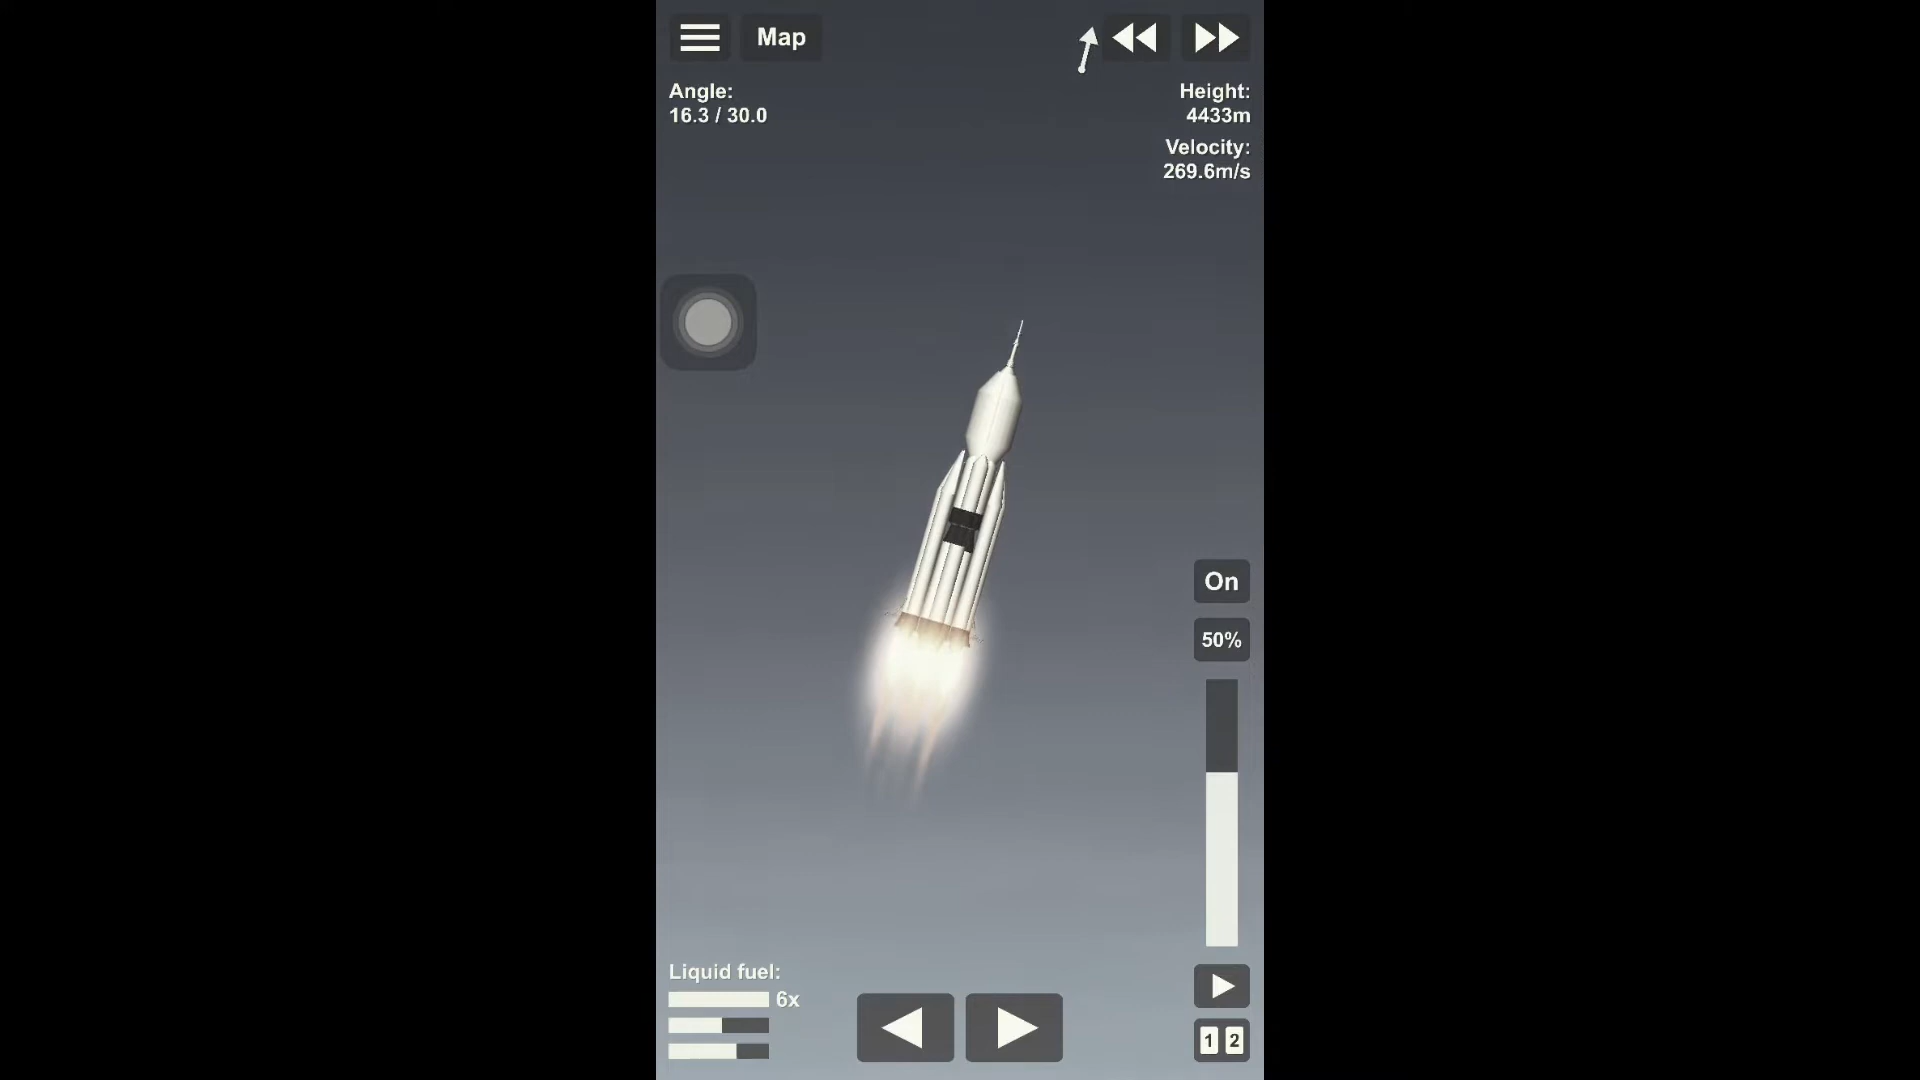 Map
Angle:
16.3 / 30.0
Height:
4433m
Velocity:
269.6m/s
On
50%
Liquid fuel:
6x
1 2